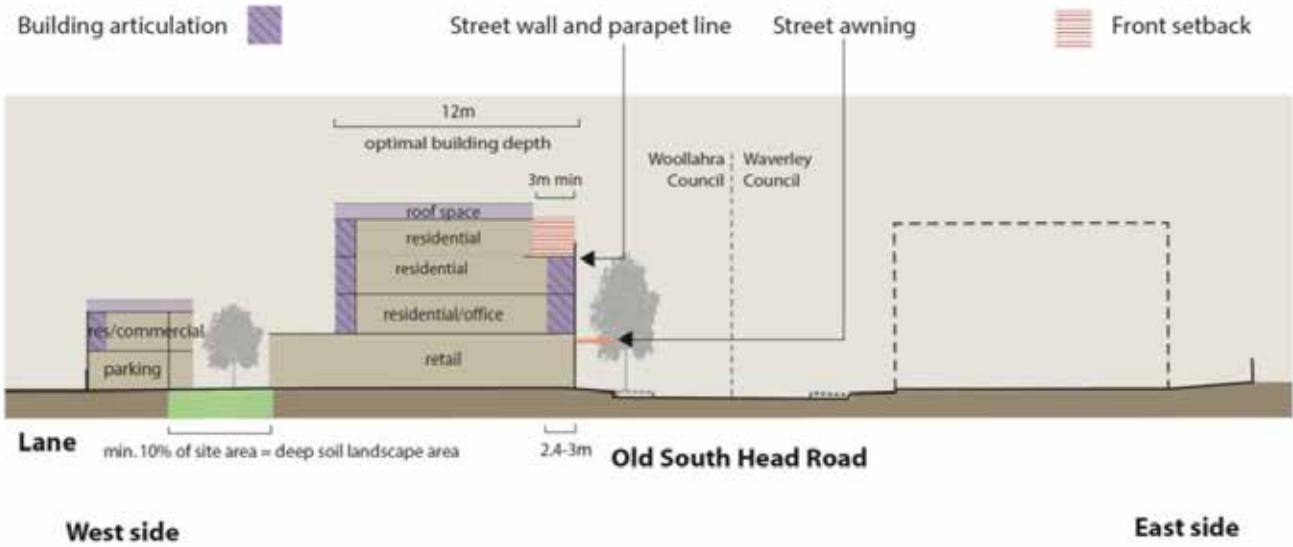 Building articulation
Street wall and parapet line
Street awning
Front setback
12m
optimal building depth
3m min
Woollahra
Council
Waverley
Council
roof space
residential
residential
residential/office
retail
res/commercial
parking
Lane
min. 10% of site area = deep soil landscape area
2.4-3m
Old South Head Road
West side
East side